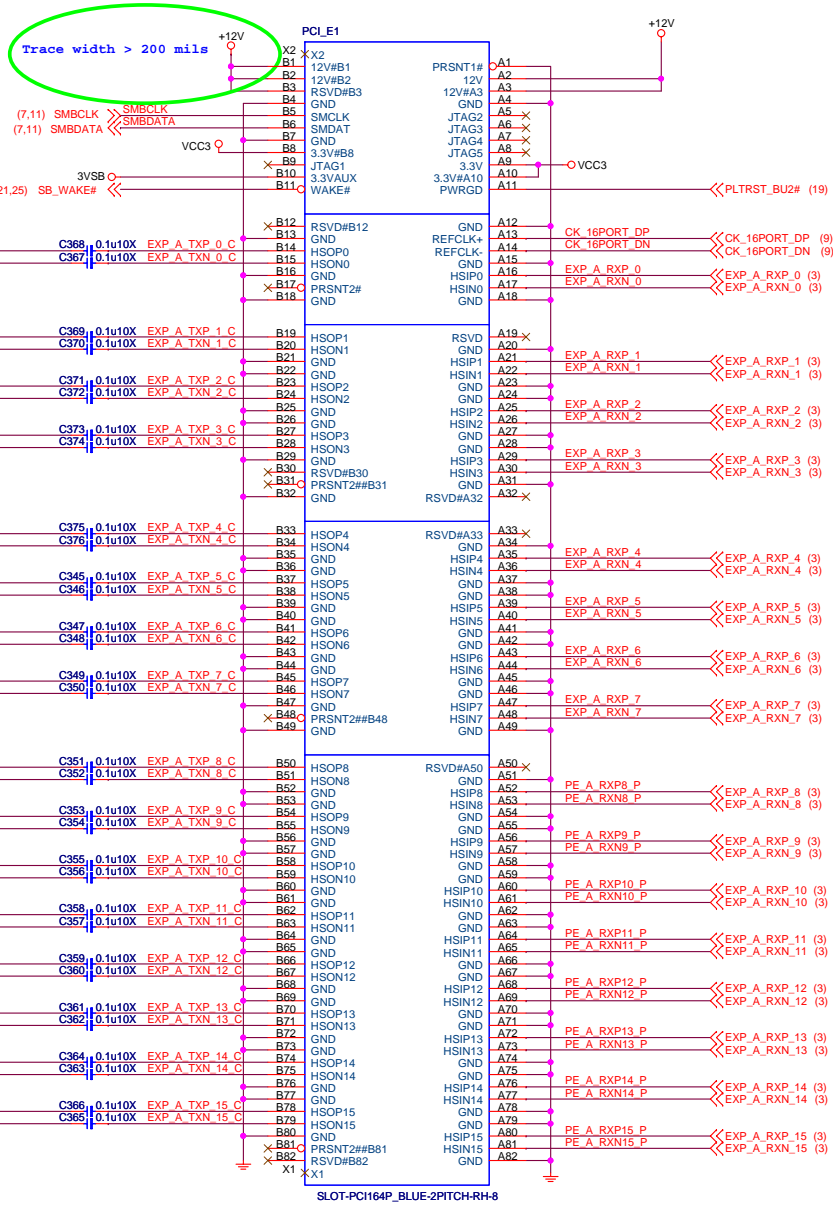 PCI_E1
+12V
+12V
Trace width > 200 mils
X2 X2
B1 12V#B1 PRSNT1# A1
B2 12V#B2 12V A2
B3 RSVD#B3 12V#A3 A3
B4 GND GND A4
(7,11) SMBCLK SMBCLK B5 SMCLK JTAG2 A5
(7,11) SMBDATA SMBDATA B6 SMDAT JTAG3 A6
B7 GND JTAG4 A7
VCC3 B8 3.3V#B8 JTAG5 A8
B9 JTAG1 3.3V A9 VCC3
3VSB B10 3.3VAUX 3.3V#A10 A10
21,25) SB_WAKE# B11 WAKE# PWRGD A11 PLTRST_BU2# (19)
B12 RSVD#B12 GND A12
B13 GND REFCLK+ A13 CK_16PORT_DP CK_16PORT_DP (9)
C368 0.1u10X EXP_A_TXP_0_C B14 HSOP0 REFCLK- A14 CK_16PORT_DN CK_16PORT_DN (9)
C367 0.1u10X EXP_A_TXN_0_C B15 HSON0 GND A15
B16 GND HSIP0 A16 EXP_A_RXP_0 EXP_A_RXP_0 (3)
B17 PRSNT2# HSIN0 A17 EXP_A_RXN_0 EXP_A_RXN_0 (3)
B18 GND GND A18
C369 0.1u10X EXP_A_TXP_1_C B19 HSOP1 RSVD A19
C370 0.1u10X EXP_A_TXN_1_C B20 HSON1 GND A20
B21 GND HSIP1 A21 EXP_A_RXP_1 EXP_A_RXP_1 (3)
B22 GND HSIN1 A22 EXP_A_RXN_1 EXP_A_RXN_1 (3)
C371 0.1u10X EXP_A_TXP_2_C B23 HSOP2 GND A23
C372 0.1u10X EXP_A_TXN_2_C B24 HSON2 GND A24
B25 GND HSIP2 A25 EXP_A_RXP_2 EXP_A_RXP_2 (3)
B26 GND HSIN2 A26 EXP_A_RXN_2 EXP_A_RXN_2 (3)
C373 0.1u10X EXP_A_TXP_3_C B27 HSOP3 GND A27
C374 0.1u10X EXP_A_TXN_3_C B28 HSON3 GND A28
B29 GND HSIP3 A29 EXP_A_RXP_3 EXP_A_RXP_3 (3)
B30 RSVD#B30 HSIN3 A30 EXP_A_RXN_3 EXP_A_RXN_3 (3)
B31 PRSNT2##B31 GND A31
B32 GND RSVD#A32 A32
C375 0.1u10X EXP_A_TXP_4_C B33 HSOP4 RSVD#A33 A33
C376 0.1u10X EXP_A_TXN_4_C B34 HSON4 GND A34
B35 GND HSIP4 A35 EXP_A_RXP_4 EXP_A_RXP_4 (3)
B36 GND HSIN4 A36 EXP_A_RXN_4 EXP_A_RXN_4 (3)
C345 0.1u10X EXP_A_TXP_5_C B37 HSOP5 GND A37
C346 0.1u10X EXP_A_TXN_5_C B38 HSON5 GND A38
B39 GND HSIP5 A39 EXP_A_RXP_5 EXP_A_RXP_5 (3)
B40 GND HSIN5 A40 EXP_A_RXN_5 EXP_A_RXN_5 (3)
C347 0.1u10X EXP_A_TXP_6_C B41 HSOP6 GND A41
C348 0.1u10X EXP_A_TXN_6_C B42 HSON6 GND A42
B43 GND HSIP6 A43 EXP_A_RXP_6 EXP_A_RXP_6 (3)
B44 GND HSIN6 A44 EXP_A_RXN_6 EXP_A_RXN_6 (3)
C349 0.1u10X EXP_A_TXP_7_C B45 HSOP7 GND A45
C350 0.1u10X EXP_A_TXN_7_C B46 HSON7 GND A46
B47 GND HSIP7 A47 EXP_A_RXP_7 EXP_A_RXP_7 (3)
B48 PRSNT2##B48 HSIN7 A48 EXP_A_RXN_7 EXP_A_RXN_7 (3)
B49 GND GND A49
C351 0.1u10X EXP_A_TXP_8_C B50 HSOP8 RSVD#A50 A50
C352 0.1u10X EXP_A_TXN_8_C B51 HSON8 GND A51
B52 GND HSIP8 A52 PE_A_RXP8_P EXP_A_RXP_8 (3)
B53 GND HSIN8 A53 PE_A_RXN8_P EXP_A_RXN_8 (3)
C353 0.1u10X EXP_A_TXP_9_C B54 HSOP9 GND A54
C354 0.1u10X EXP_A_TXN_9_C B55 HSON9 GND A55
B56 GND HSIP9 A56 PE_A_RXP9_P EXP_A_RXP_9 (3)
B57 GND HSIN9 A57 PE_A_RXN9_P EXP_A_RXN_9 (3)
C355 0.1u10X EXP_A_TXP_10_C B58 HSOP10 GND A58
C356 0.1u10X EXP_A_TXN_10_C B59 HSON10 GND A59
B60 GND HSIP10 A60 PE_A_RXP10_P EXP_A_RXP_10 (3)
B61 GND HSIN10 A61 PE_A_RXN10_P EXP_A_RXN_10 (3)
C358 0.1u10X EXP_A_TXP_11_C B62 HSOP11 GND A62
C357 0.1u10X EXP_A_TXN_11_C B63 HSON11 GND A63
B64 GND HSIP11 A64 PE_A_RXP11_P EXP_A_RXP_11 (3)
B65 GND HSIN11 A65 PE_A_RXN11_P EXP_A_RXN_11 (3)
C359 0.1u10X EXP_A_TXP_12_C B66 HSOP12 GND A66
C360 0.1u10X EXP_A_TXN_12_C B67 HSON12 GND A67
B68 GND HSIP12 A68 PE_A_RXP12_P EXP_A_RXP_12 (3)
B69 GND HSIN12 A69 PE_A_RXN12_P EXP_A_RXN_12 (3)
C361 0.1u10X EXP_A_TXP_13_C B70 HSOP13 GND A70
C362 0.1u10X EXP_A_TXN_13_C B71 HSON13 GND A71
B72 GND HSIP13 A72 PE_A_RXP13_P EXP_A_RXP_13 (3)
B73 GND HSIN13 A73 PE_A_RXN13_P EXP_A_RXN_13 (3)
C364 0.1u10X EXP_A_TXP_14_C B74 HSOP14 GND A74
C363 0.1u10X EXP_A_TXN_14_C B75 HSON14 GND A75
B76 GND HSIP14 A76 PE_A_RXP14_P EXP_A_RXP_14 (3)
B77 GND HSIN14 A77 PE_A_RXN14_P EXP_A_RXN_14 (3)
C366 0.1u10X EXP_A_TXP_15_C B78 HSOP15 GND A78
C365 0.1u10X EXP_A_TXN_15_C B79 HSON15 GND A79
B80 GND HSIP15 A80 PE_A_RXP15_P EXP_A_RXP_15 (3)
B81 PRSNT2##B81 HSIN15 A81 PE_A_RXN15_P EXP_A_RXN_15 (3)
B82 RSVD#B82 GND A82
X1 X1
SLOT-PCI164P_BLUE-2PITCH-RH-8